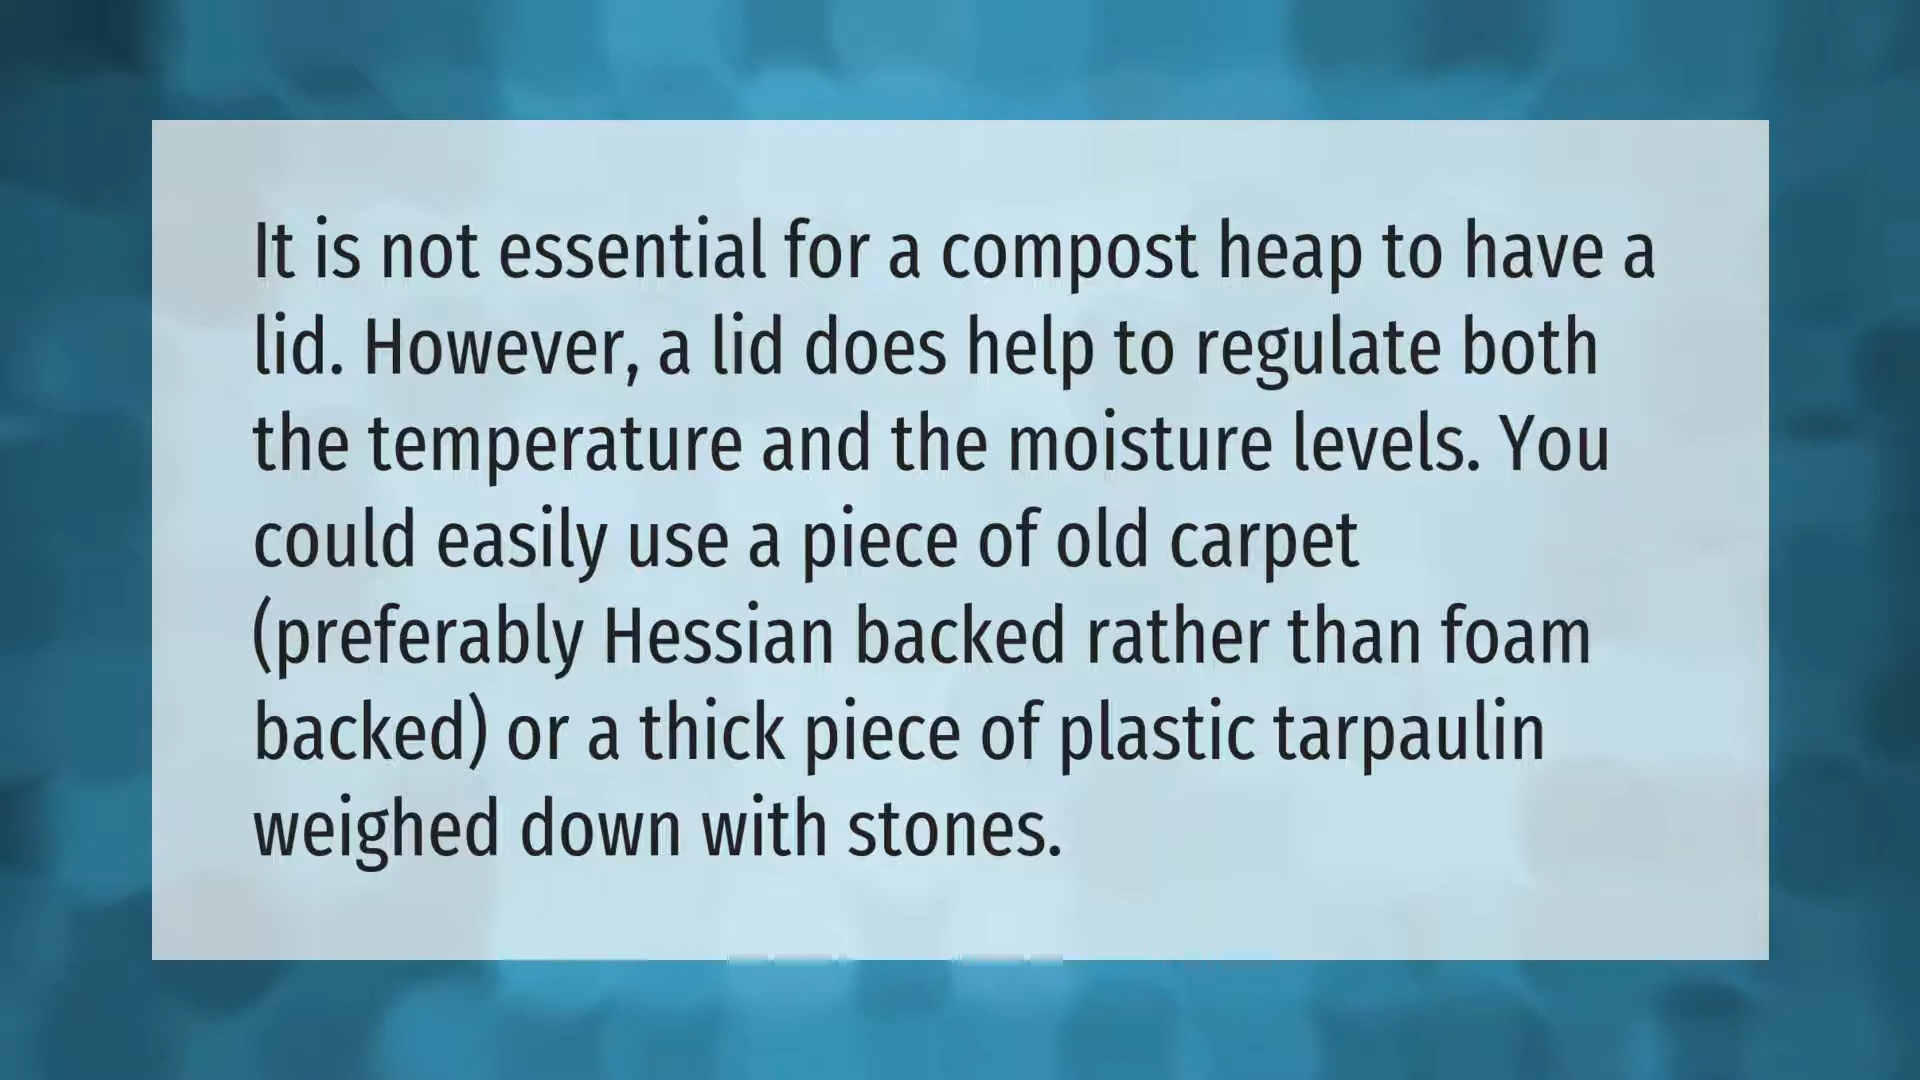 It is not essential for a compost heap to have a
lid. However, a lid does help to regulate both
the temperature and the moisture levels. You
could easily use a piece of old carpet
(preferably Hessian backed rather than foam
backed) or a thick piece of plastic tarpaulin
weighed down with stones.